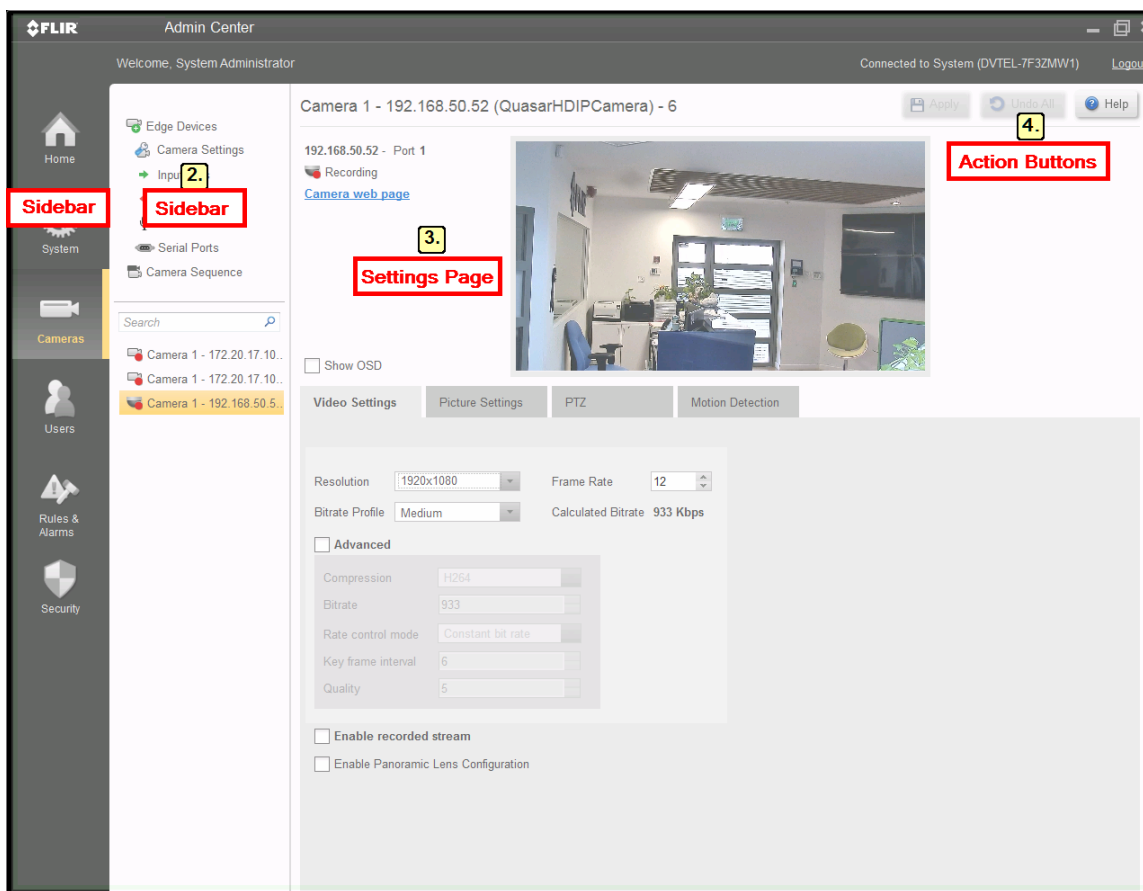 FLIR Admin Center
Welcome, System Administrator Connected to System (DVTEL-7F3ZMW1) Logou
Home
Sidebar
System
Cameras
Users
Rules &
Alarms
Security
Edge Devices
Camera Settings
Inpu
2.
Sidebar
Serial Ports
Camera Sequence
Search
Camera 1 - 172.20.17.10..
Camera 1 - 172.20.17.10..
Camera 1 - 192.168.50.5..
Camera 1 - 192.168.50.52 (QuasarHDIPCamera) - 6
Apply Undo All Help
4.
Action Buttons
192.168.50.52 - Port 1
Recording
Camera web page
3.
Settings Page
Show OSD
Video Settings Picture Settings PTZ Motion Detection
Resolution 1920x1080 Frame Rate 12
Bitrate Profile Medium Calculated Bitrate 933 Kbps
Advanced
Compression H264
Bitrate 933
Rate control mode Constant bit rate
Key frame interval 6
Quality 5
Enable recorded stream
Enable Panoramic Lens Configuration